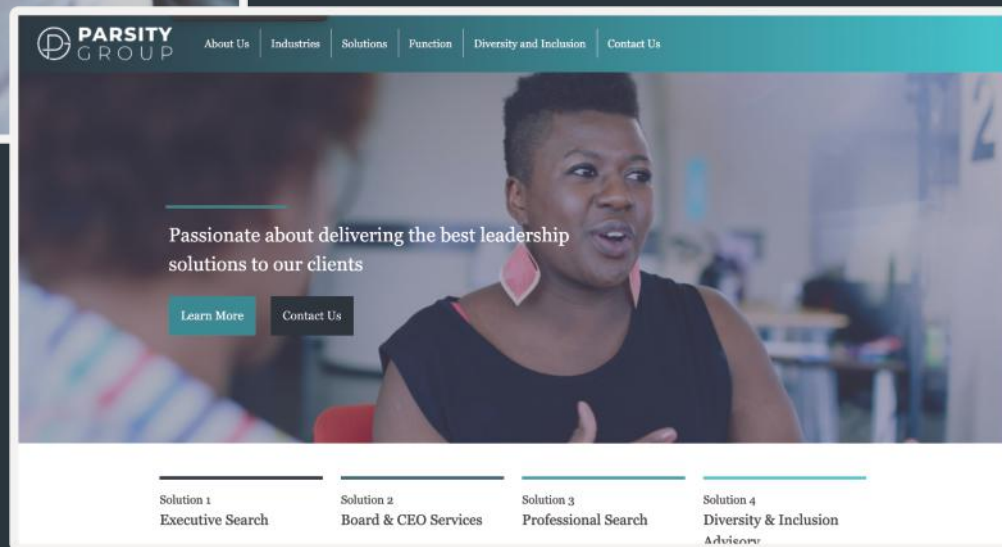 PARSITY
GROUP
About Us
Industries
Solutions
Function
Diversity and Inclusion
Contact Us
2
Passionate about delivering the best leadership
solutions to our clients
Learn More
Contact Us
Solution 1
Executive Search
Solution 2
Board & CEO Services
Solution 3
Professional Search
Solution 4
Diversity & Inclusion
Advisory